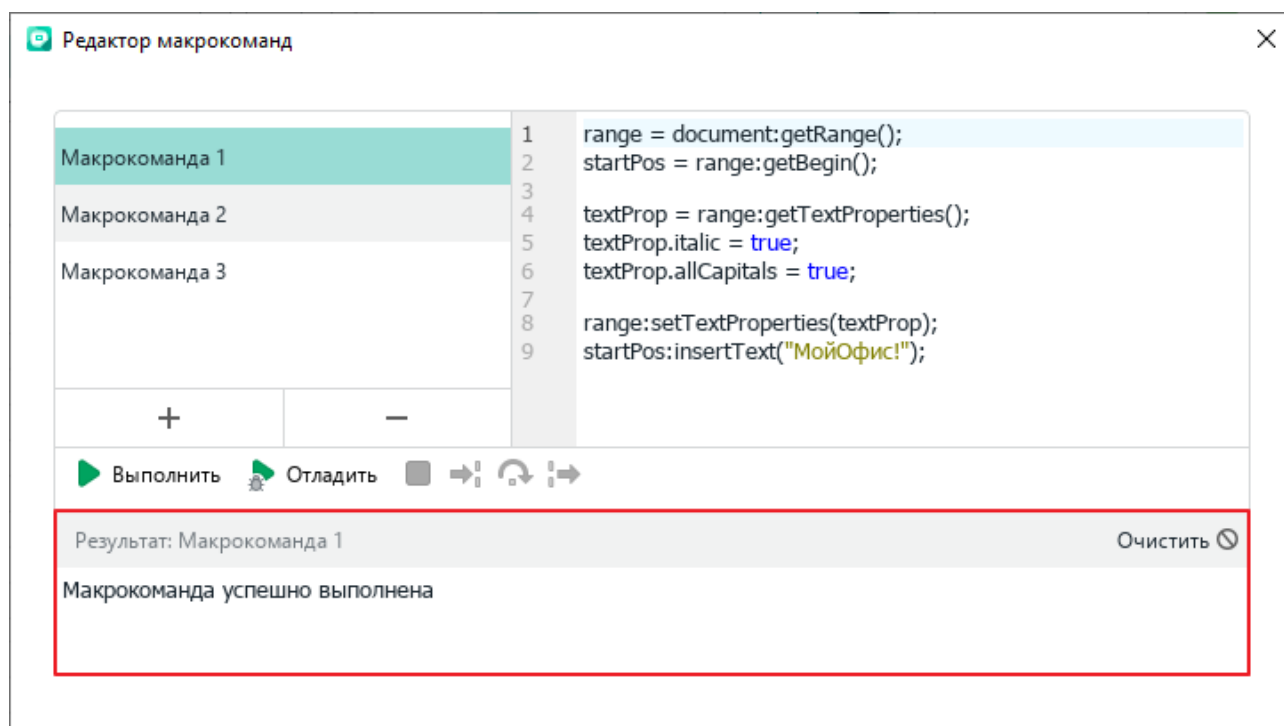 Редактор макрокоманд
Макрокоманда 1
Макрокоманда 2
Макрокоманда 3
+ −
1 range = document:getRange();
2 startPos = range:getBegin();
3
4 textProp = range:getTextProperties();
5 textProp.italic = true;
6 textProp.allCapitals = true;
7
8 range:setTextProperties(textProp);
9 startPos:insertText("МойОфис!");
Выполнить Отладить
Результат: Макрокоманда 1 Очистить
Макрокоманда успешно выполнена